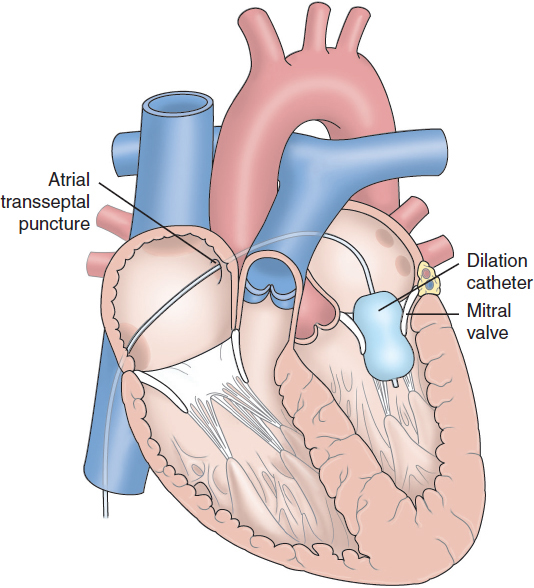 Atrial
transseptal
puncture
Dilation
catheter
Mitral
valve